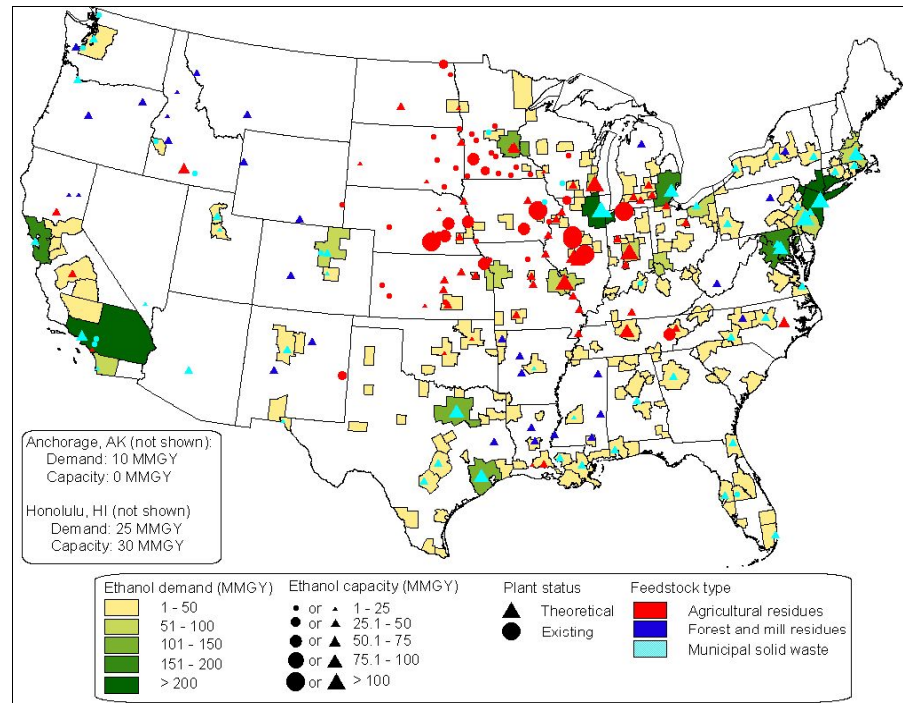 Anchorage, AK (not shown):
Demand: 10 MMGY
Capacity: 0 MMGY
Honolulu, HI (not shown)
Demand: 25 MMGY
Capacity: 30 MMGY
Ethanol demand (MMGY)
1 - 50
51 - 100
101 - 150
151 - 200
> 200
Ethanol capacity (MMGY)
or 1 - 25
or 25.1 - 50
or 50.1 - 75
or 75.1 - 100
or > 100
Plant status
Theoretical
Existing
Feedstock type
Agricultural residues
Forest and mill residues
Municipal solid waste